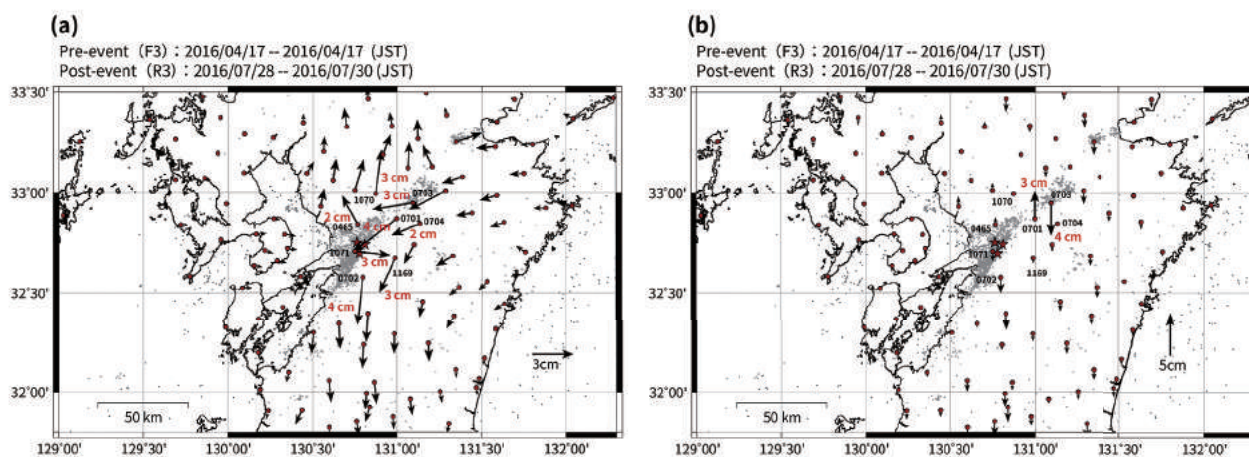 (a)
Pre-event (F3) : 2016/04/17 -- 2016/04/17 (JST)
Post-event (R3) : 2016/07/28 -- 2016/07/30 (JST)
33°30'
33°00'
32°30'
32°00'
3 cm
3 cm
0703
1070
2 cm
4 cm
0701
0704
0465
2 cm
1071
3 cm
1169
0702
3 cm
4 cm
3cm
50 km
129°00' 129°30' 130°00' 130°30' 131°00' 131°30' 132°00'
(b)
Pre-event (F3) : 2016/04/17 -- 2016/04/17 (JST)
Post-event (R3) : 2016/07/28 -- 2016/07/30 (JST)
33°30'
33°00'
32°30'
32°00'
3 cm
0703
1070
0465
0701
0704
4 cm
1071
1169
0702
5cm
50 km
129°00' 129°30' 130°00' 130°30' 131°00' 131°30' 132°00'